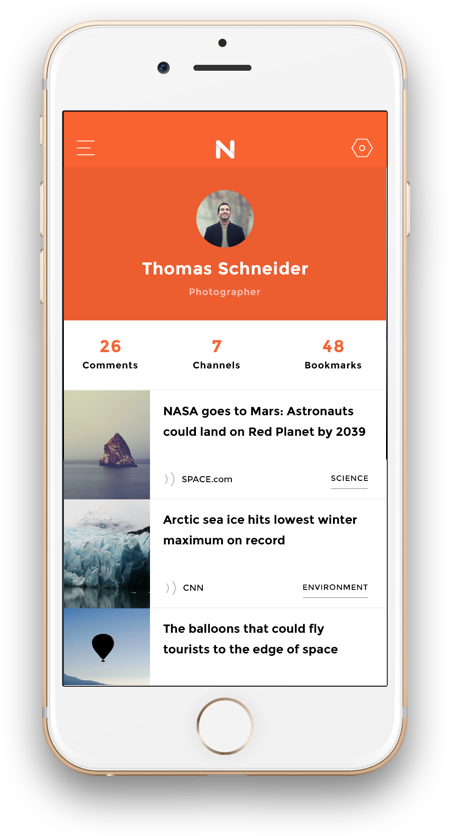 N
Thomas Schneider
Photographer
26
7
48
Comments
Channels
Bookmarks
NASA goes to Mars: Astronauts
could land on Red Planet by 2039
SPACE.com
SCIENCE
Arctic sea ice hits lowest winter
maximum on record
CNN
ENVIRONMENT
The balloons that could fly
tourists to the edge of space